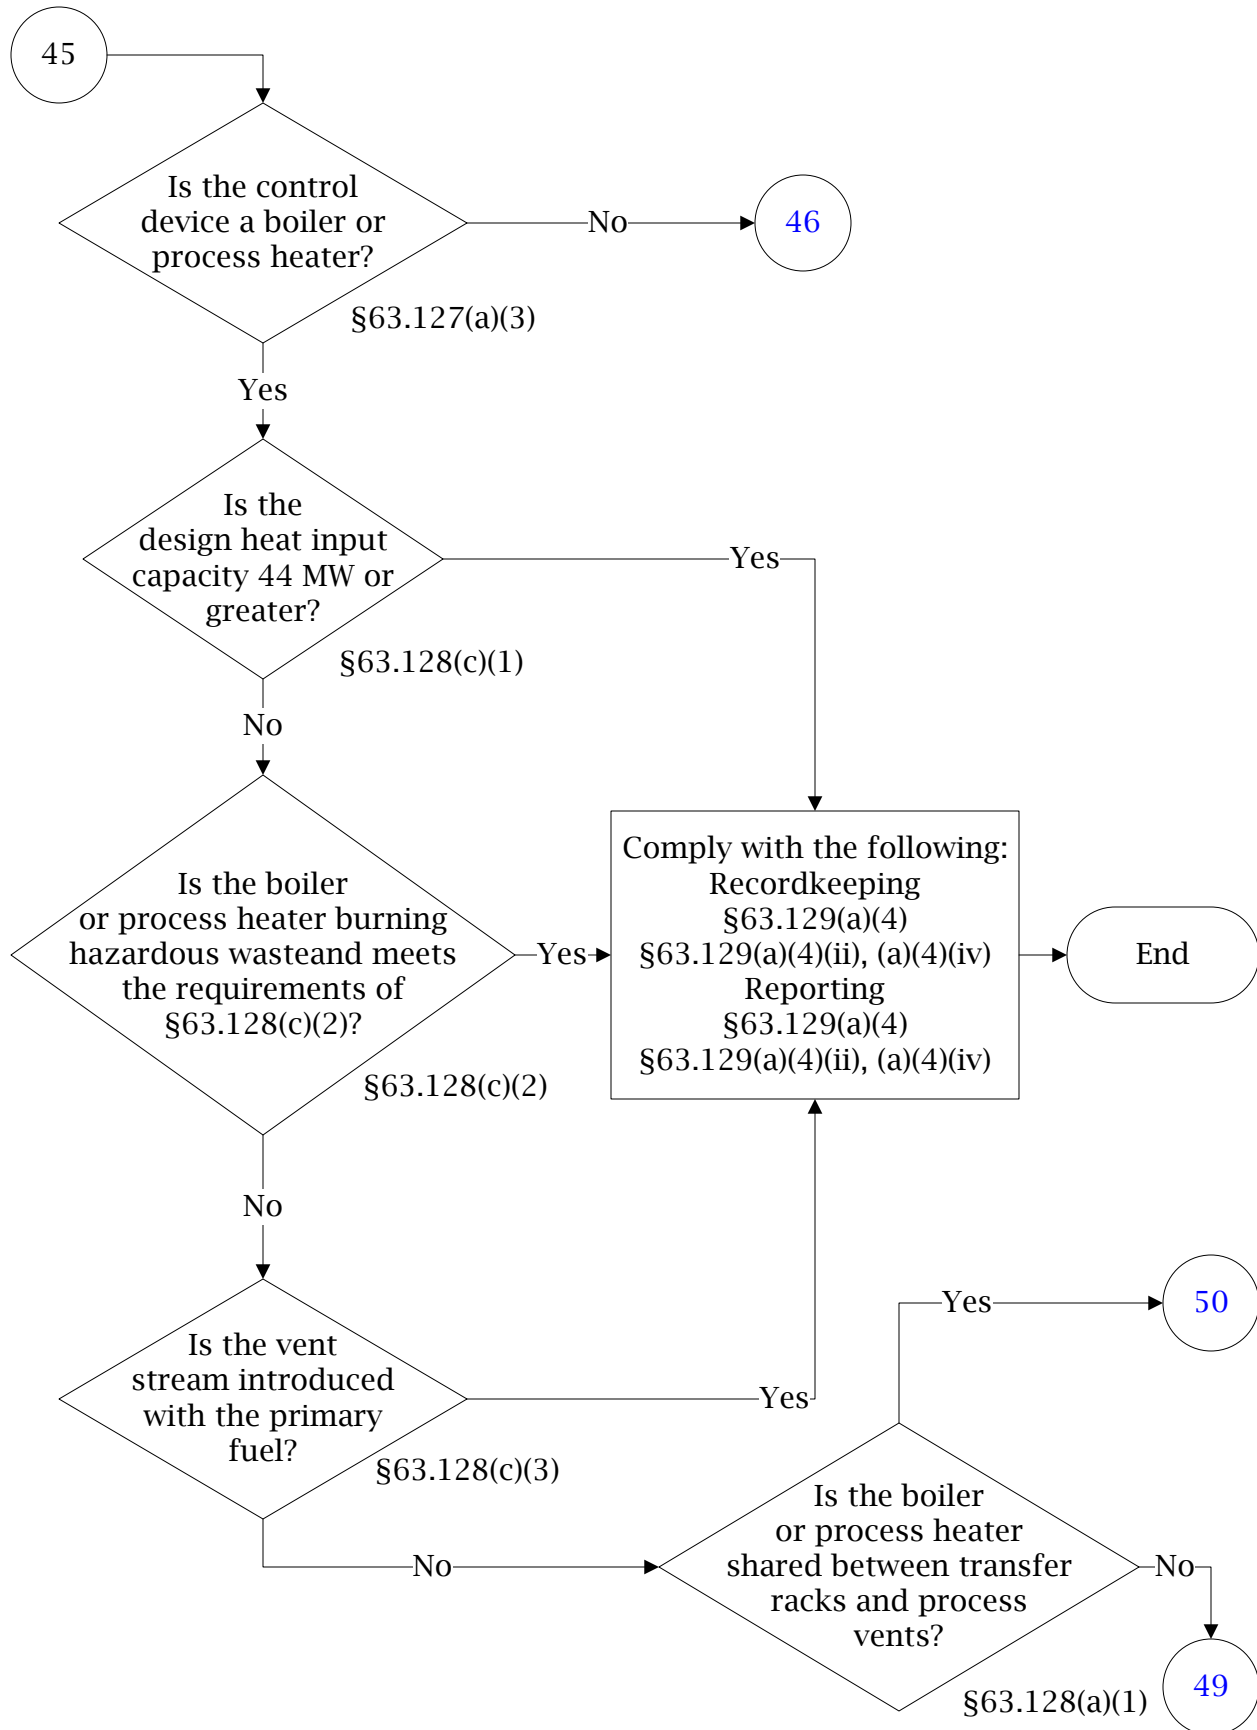 45
Is the control
device a boiler or
process heater?
No
46
§63.127(a)(3)
Yes
Is the
design heat input
capacity 44 MW or
greater?
Yes
§63.128(c)(1)
No
Is the boiler
or process heater burning
hazardous wasteand meets
the requirements of
§63.128(c)(2)?
Yes
§63.128(c)(2)
Comply with the following:
Recordkeeping
§63.129(a)(4)
§63.129(a)(4)(ii), (a)(4)(iv)
Reporting
§63.129(a)(4)
§63.129(a)(4)(ii), (a)(4)(iv)
End
No
Is the vent
stream introduced
with the primary
fuel?
Yes
§63.128(c)(3)
No
Yes
50
Is the boiler
or process heater
shared between transfer
racks and process
vents?
No
§63.128(a)(1)
49